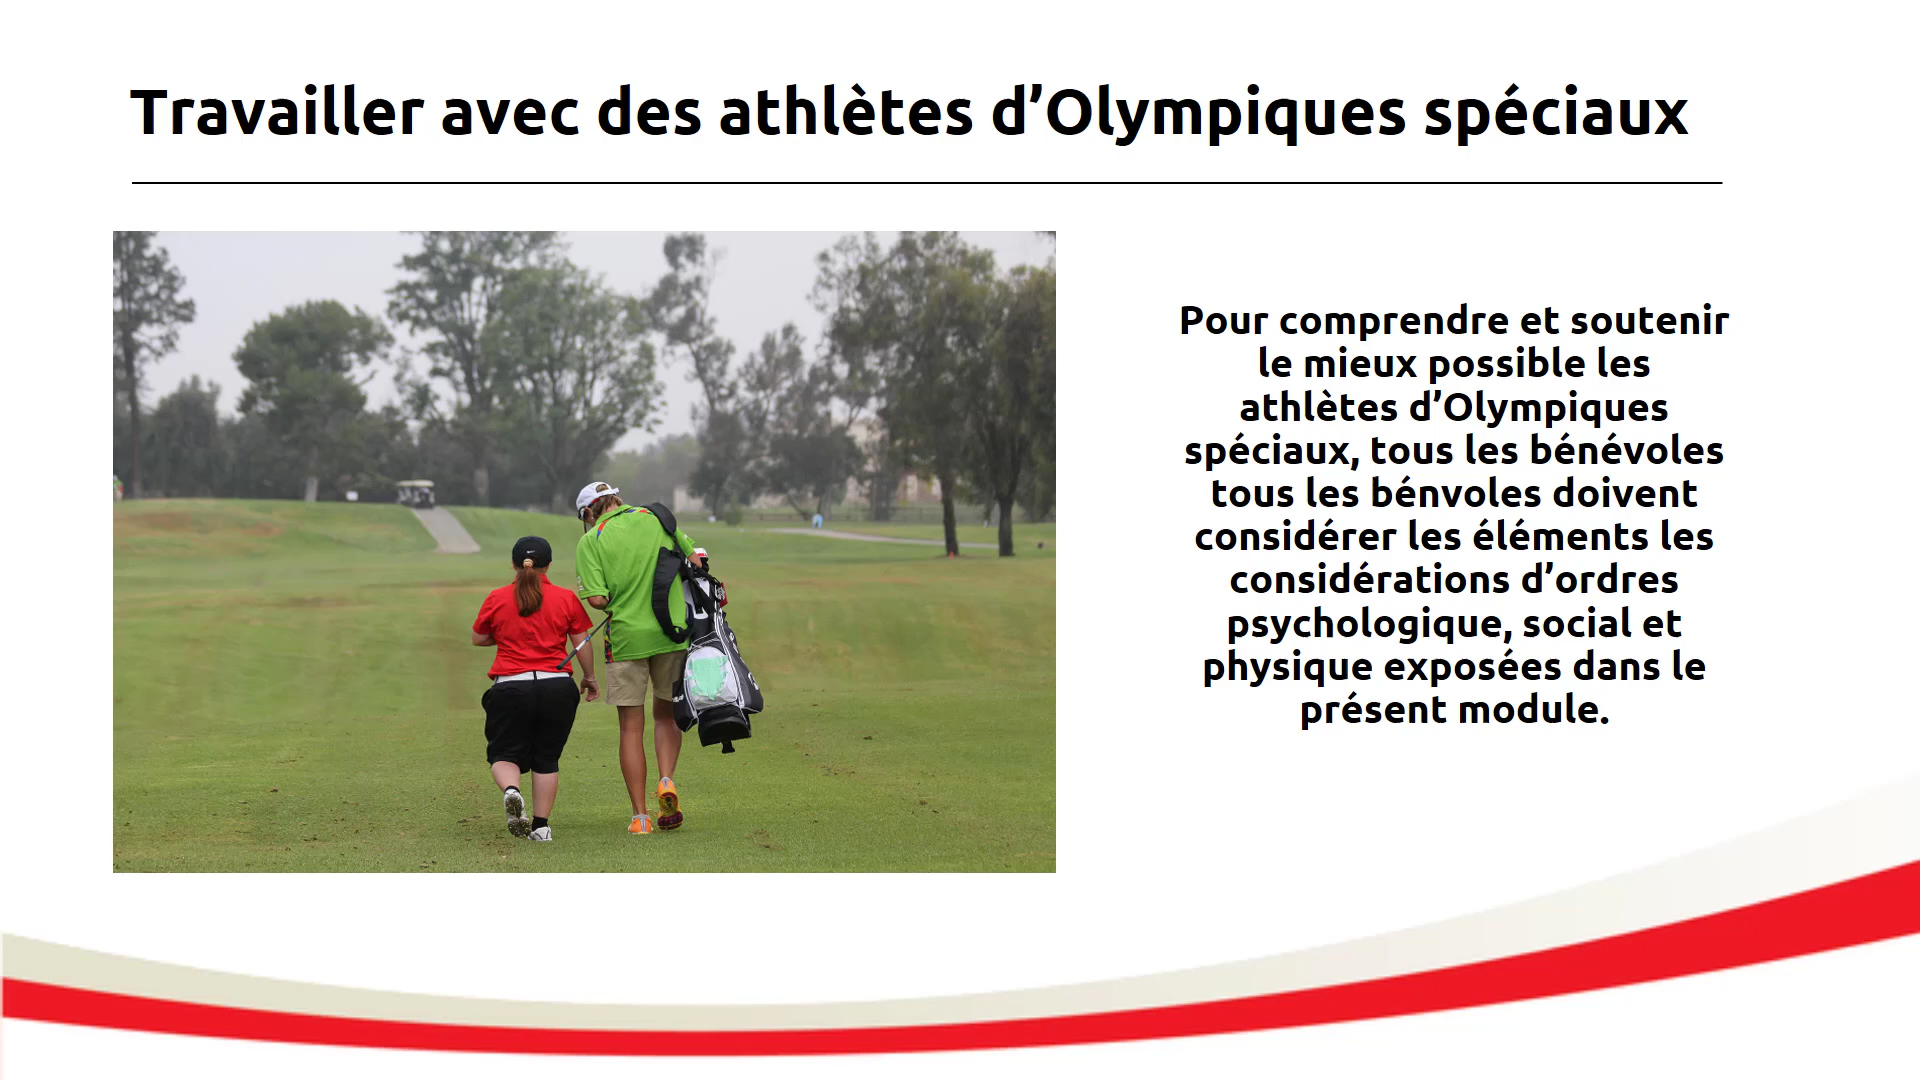 Travailler avec des athlètes d’Olympiques spéciaux
Pour comprendre et soutenir
le mieux possible les
athlètes d’Olympiques
spéciaux, tous les bénévoles
tous les bénvoles doivent
considérer les éléments les
considérations d’ordres
psychologique, social et
physique exposées dans le
présent module.